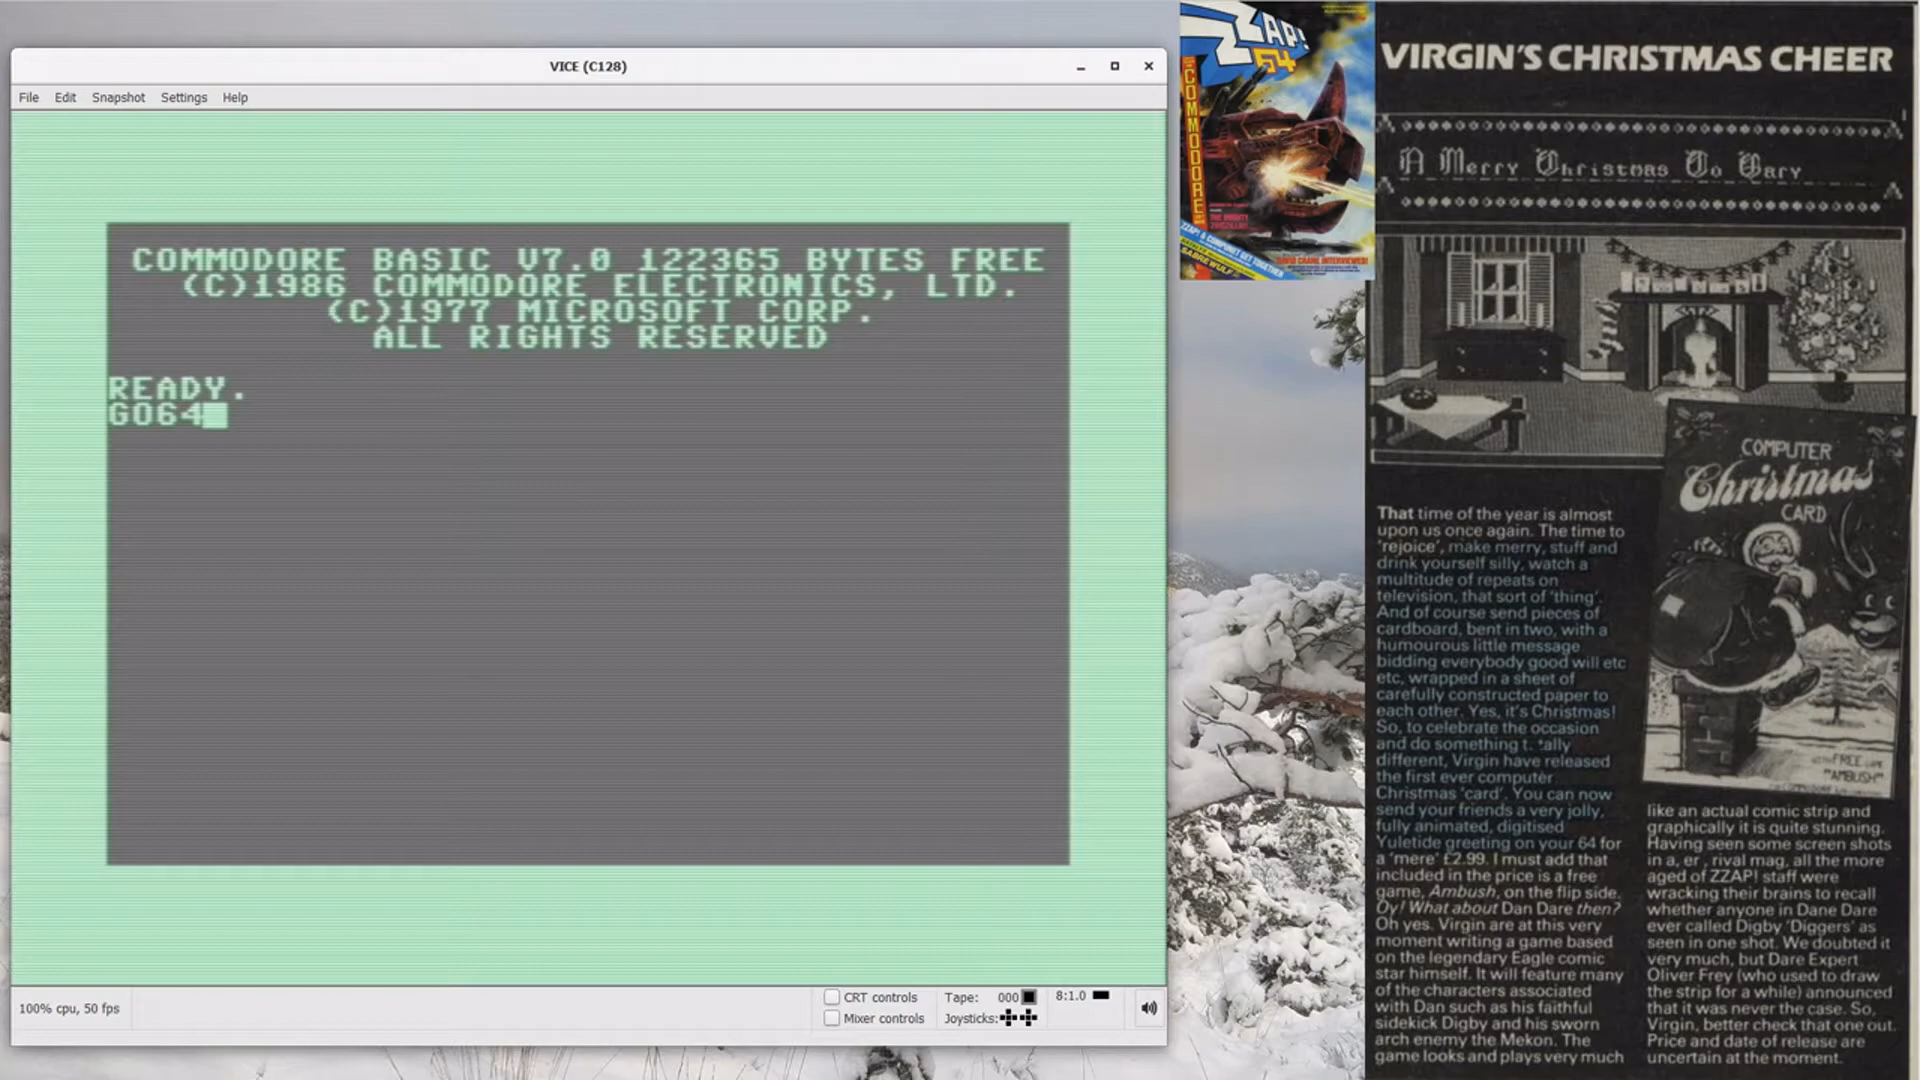 VICE (C128)
File Edit Snapshot Settings Help
COMMODORE BASIC V7.0 122365 BYTES FREE
(C)1986 COMMODORE ELECTRONICS, LTD.
(C)1977 MICROSOFT CORP.
ALL RIGHTS RESERVED
READY.
GO64
100% cpu, 50 fps
CRT controls
Mixer controls
Tape: 000
Joysticks:
8:1.0
ZZAP!
64
COMMODORE
THE MIGHTY
ZZAP! & COMPUNET GET TOGETHER
DAVID CRANE INTERVIEWED!
SABREWULF
VIRGIN'S CHRISTMAS CHEER
A Merry Christmas To Gary
COMPUTER
Christmas
CARD
WITH FREE GAME
"AMBUSH"
That time of the year is almost
upon us once again. The time to
'rejoice', make merry, stuff and
drink yourself silly, watch a
multitude of repeats on
television, that sort of 'thing'.
And of course send pieces of
cardboard, bent in two, with a
humourous little message
bidding everybody good will etc
etc, wrapped in a sheet of
carefully constructed paper to
each other. Yes, it's Christmas!
So, to celebrate the occasion
and do something t. ally
different, Virgin have released
the first ever computer
Christmas 'card'. You can now
send your friends a very jolly,
fully animated, digitised
Yuletide greeting on your 64 for
a 'mere' £2.99. I must add that
included in the price is a free
game, Ambush, on the flip side.
Oy! What about Dan Dare then?
Oh yes. Virgin are at this very
moment writing a game based
on the legendary Eagle comic
star himself. It will feature many
of the characters associated
with Dan such as his faithful
sidekick Digby and his sworn
arch enemy the Mekon. The
game looks and plays very much
like an actual comic strip and
graphically it is quite stunning.
Having seen some screen shots
in a, er, rival mag, all the more
aged of ZZAP! staff were
wracking their brains to recall
whether anyone in Dane Dare
ever called Digby 'Diggers' as
seen in one shot. We doubted it
very much, but Dare Expert
Oliver Frey (who used to draw
the strip for a while) announced
that it was never the case. So,
Virgin, better check that one out.
Price and date of release are
uncertain at the moment.